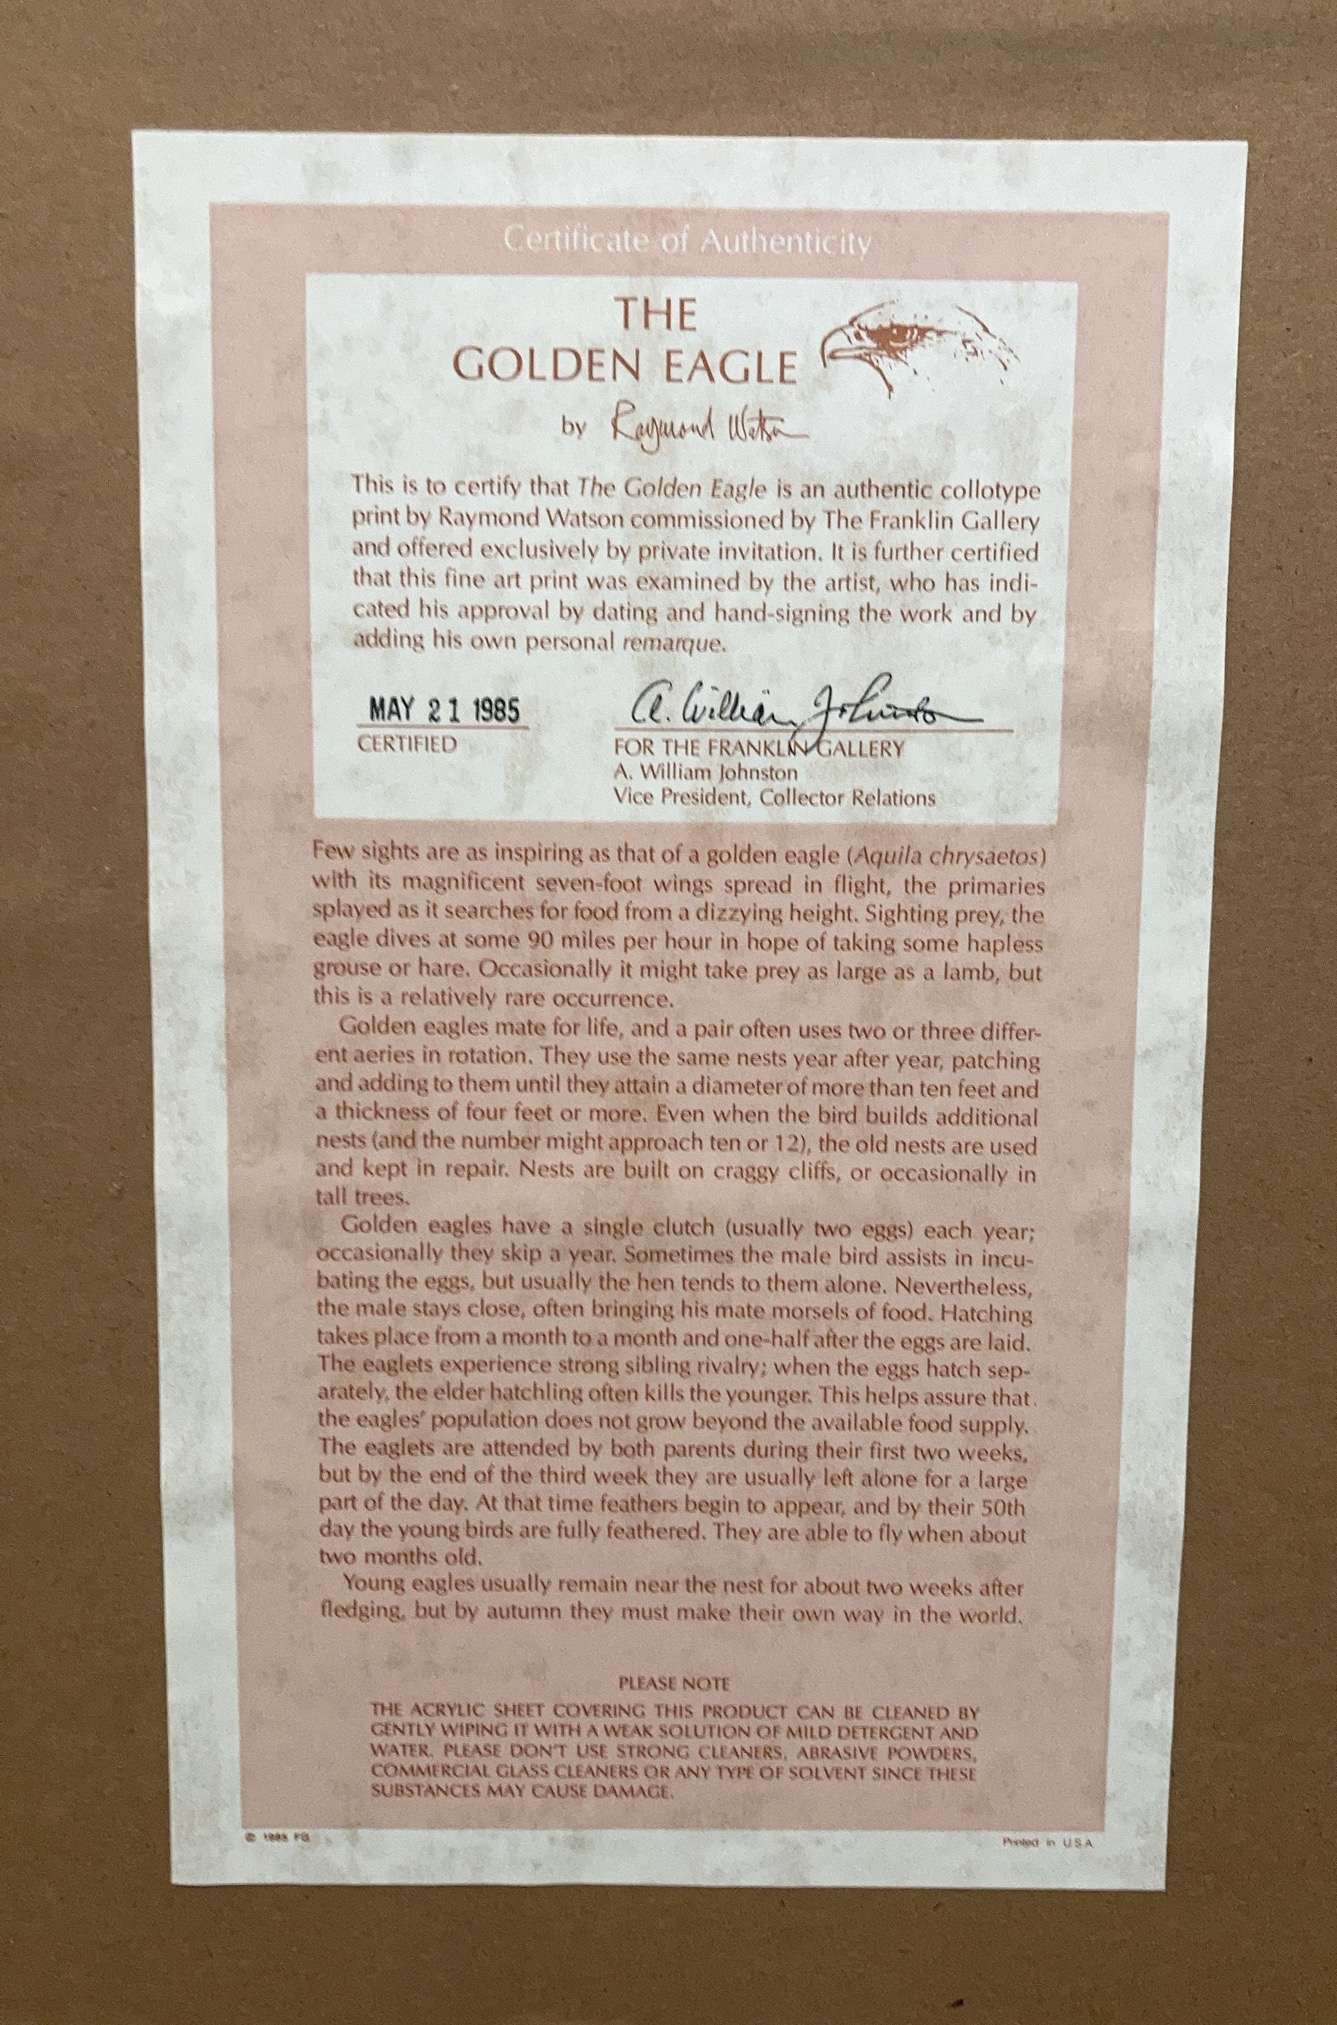 Certificate of Authenticity
THE
GOLDEN EAGLE
by Raymond Watson
This is to certify that The Golden Eagle is an authentic collotype
print by Raymond Watson commissioned by The Franklin Gallery
and offered exclusively by private invitation. It is further certified
that this fine art print was examined by the artist, who has indi-
cated his approval by dating and hand-signing the work and by
adding his own personal remarque.
MAY 21 1985
CERTIFIED
A. William Johnston
FOR THE FRANKLIN GALLERY
A. William Johnston
Vice President, Collector Relations
Few sights are as inspiring as that of a golden eagle (Aquila chrysaetos)
with its magnificent seven-foot wings spread in flight, the primaries
splayed as it searches for food from a dizzying height. Sighting prey, the
eagle dives at some 90 miles per hour in hope of taking some hapless
grouse or hare. Occasionally it might take prey as large as a lamb, but
this is a relatively rare occurrence.
Golden eagles mate for life, and a pair often uses two or three differ-
ent aeries in rotation. They use the same nests year after year, patching
and adding to them until they attain a diameter of more than ten feet and
a thickness of four feet or more. Even when the bird builds additional
nests (and the number might approach ten or 12), the old nests are used
and kept in repair. Nests are built on craggy cliffs, or occasionally in
tall trees.
Golden eagles have a single clutch (usually two eggs) each year;
occasionally they skip a year. Sometimes the male bird assists in incu-
bating the eggs, but usually the hen tends to them alone. Nevertheless,
the male stays close, often bringing his mate morsels of food. Hatching
takes place from a month to a month and one-half after the eggs are laid.
The eaglets experience strong sibling rivalry; when the eggs hatch sep-
arately, the elder hatchling often kills the younger. This helps assure that
the eagles' population does not grow beyond the available food supply.
The eaglets are attended by both parents during their first two weeks,
but by the end of the third week they are usually left alone for a large
part of the day. At that time feathers begin to appear, and by their 50th
day the young birds are fully feathered. They are able to fly when about
two months old.
Young eagles usually remain near the nest for about two weeks after
fledging, but by autumn they must make their own way in the world.
PLEASE NOTE
THE ACRYLIC SHEET COVERING THIS PRODUCT CAN BE CLEANED BY
GENTLY WIPING IT WITH A WEAK SOLUTION OF MILD DETERGENT AND
WATER. PLEASE DON'T USE STRONG CLEANERS, ABRASIVE POWDERS,
COMMERCIAL GLASS CLEANERS OR ANY TYPE OF SOLVENT SINCE THESE
SUBSTANCES MAY CAUSE DAMAGE.
© 1985 FG
Printed in U.S.A.